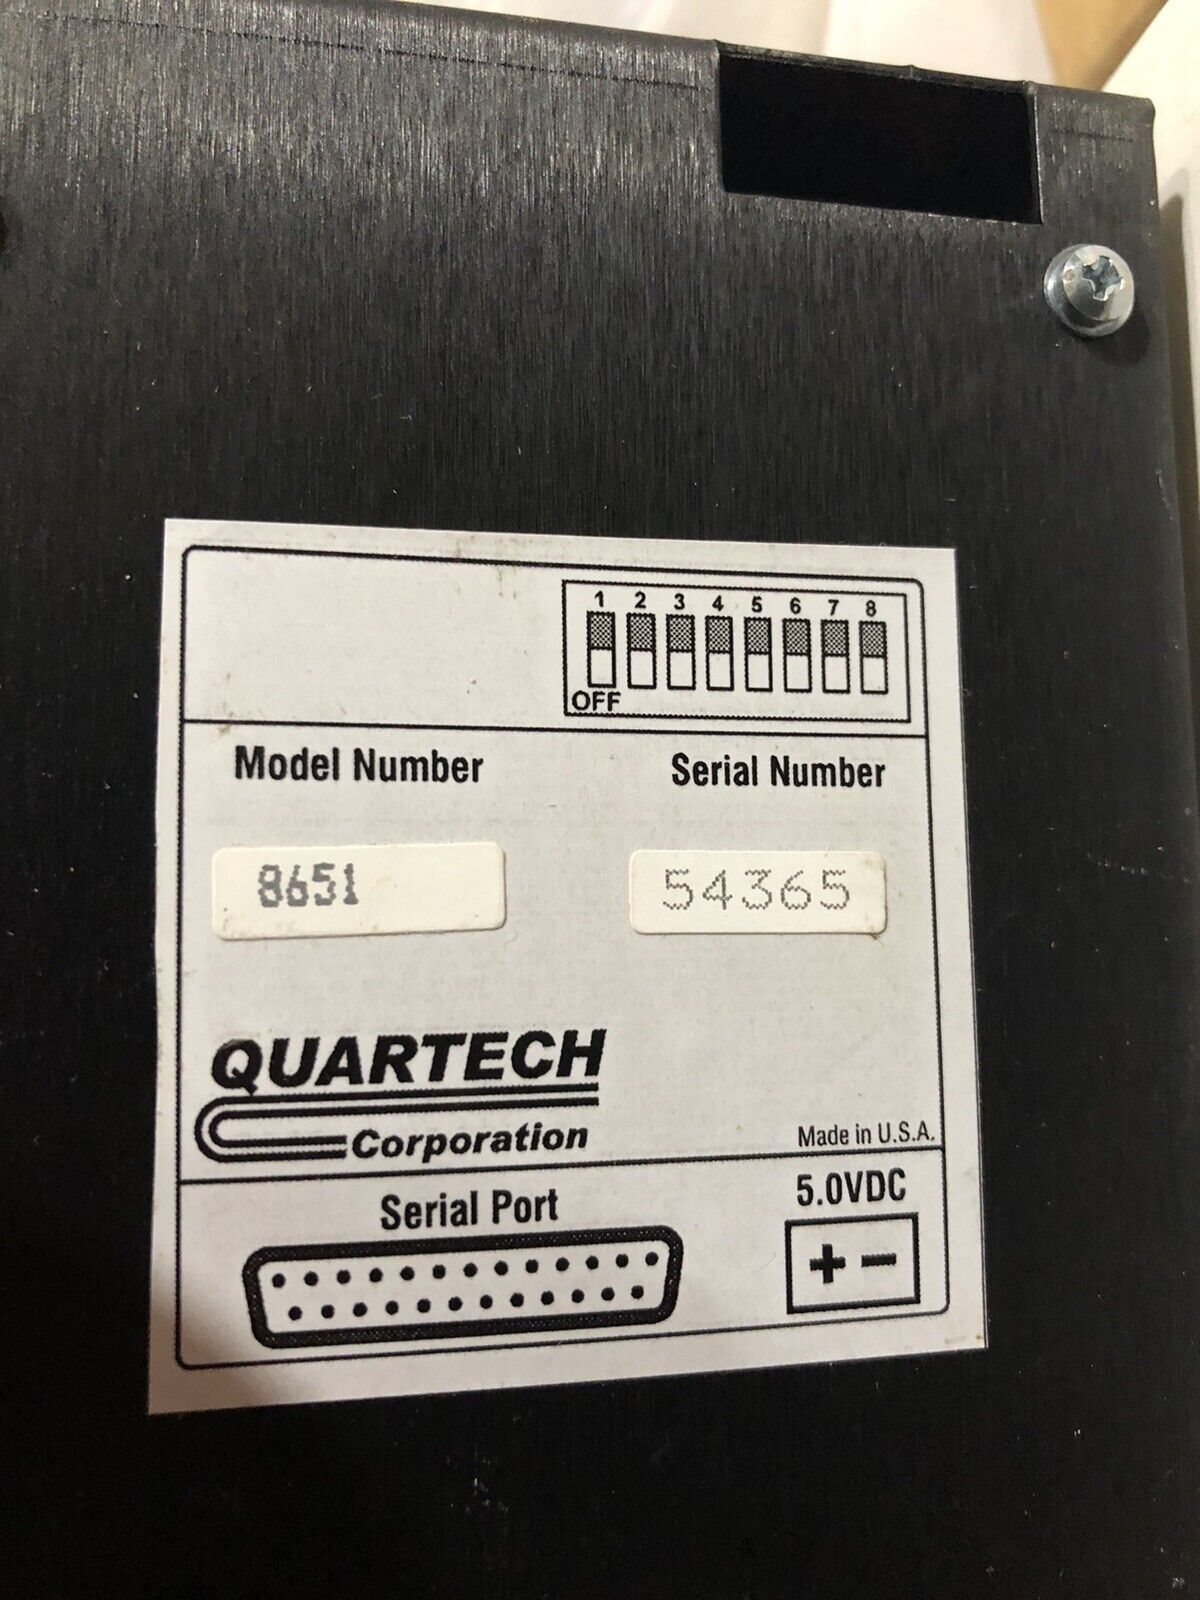 1 2 3 4 5 6 7 8
OFF
Model Number Serial Number
8651 54365
QUARTECH
Corporation
Made in U.S.A.
Serial Port 5.0VDC
+ −